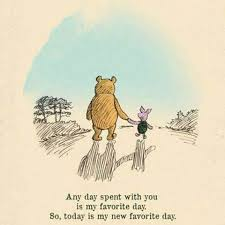 Any day spent with you
is my favorite day.
So, today is my new favorite day.